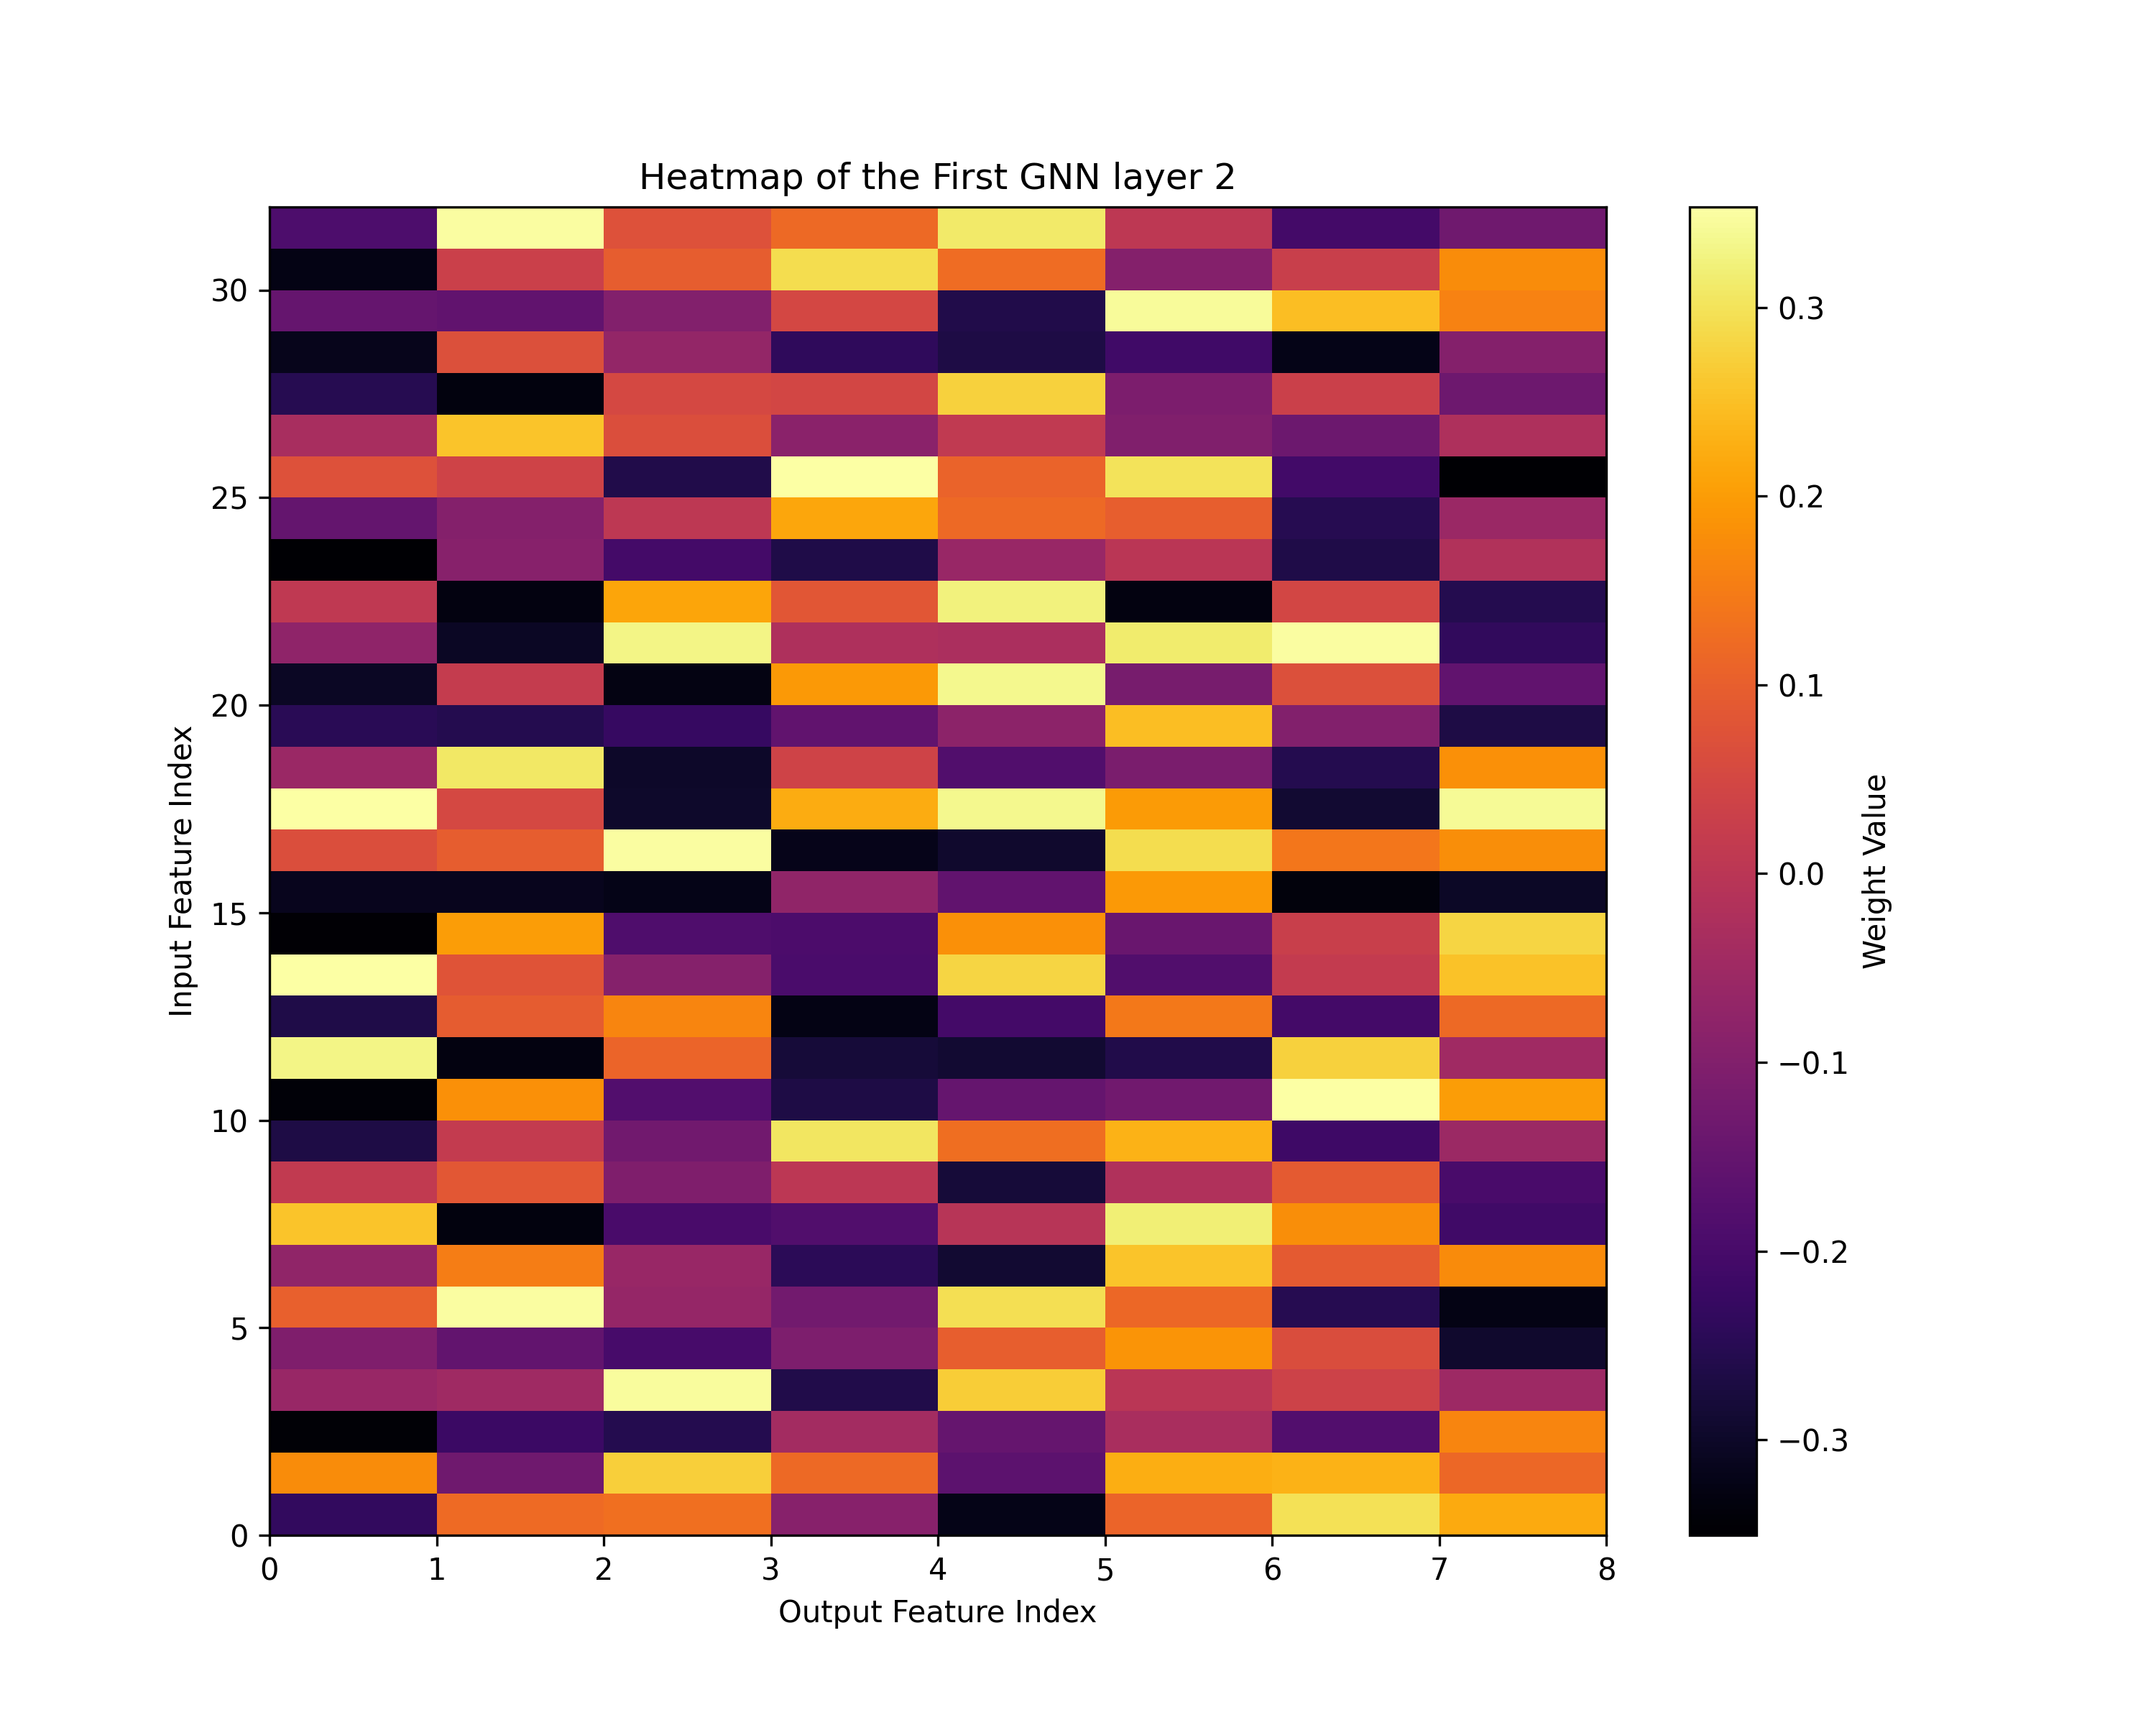 Heatmap of the First GNN layer 2
Input Feature Index
30
25
20
15
10
5
0
0 1 2 3 4 5 6 7 8
Output Feature Index
0.3
0.2
0.1
0.0
−0.1
−0.2
−0.3
Weight Value